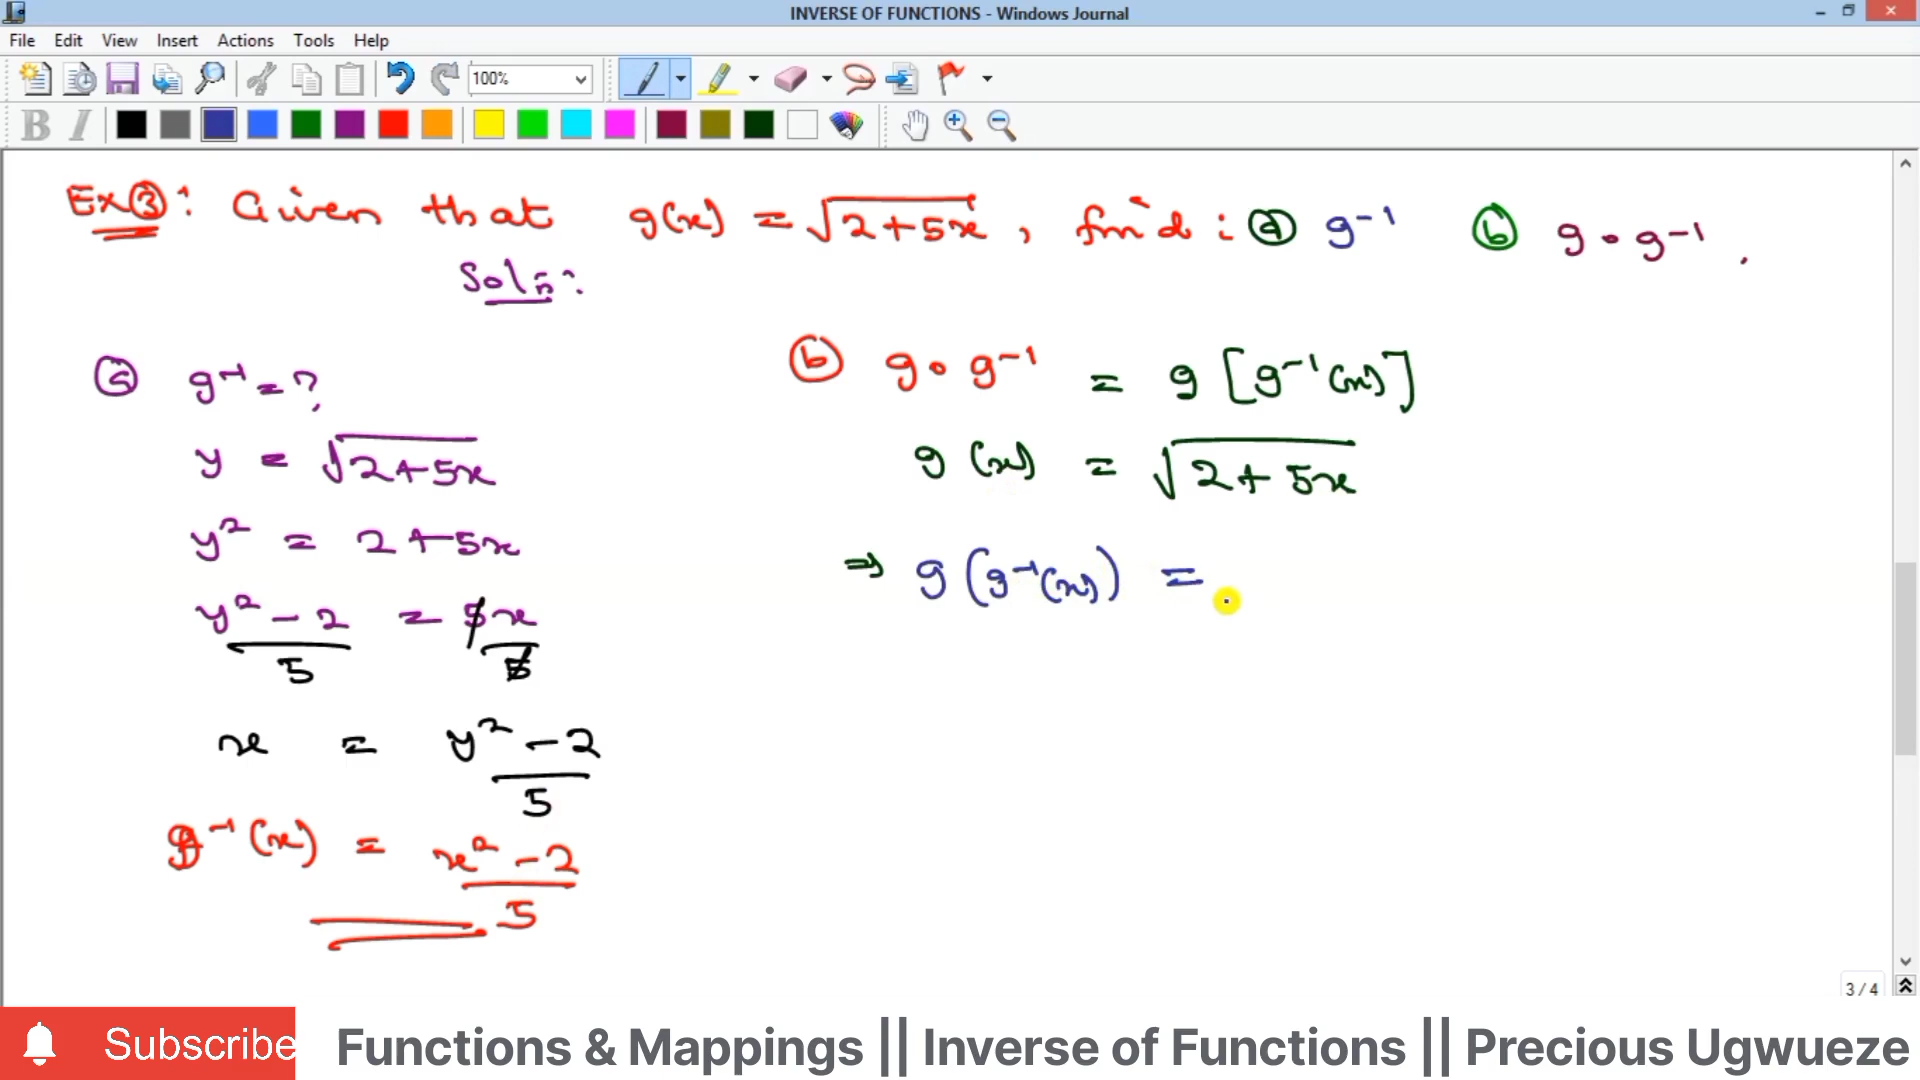 INVERSE OF FUNCTIONS - Windows Journal
File Edit View Insert Actions Tools Help
100%
B I
Ex③: Given that g(x) = √2+5x, find: ⓐ g⁻¹ ⓑ g∘g⁻¹.
Soln:
ⓐ g⁻¹ = ?
y = √2+5x
y² = 2+5x
y² - 2 = 5x
5 5
x = y² - 2
5
g⁻¹(x) = x² - 2
5
ⓑ g∘g⁻¹ = g[g⁻¹(x)]
g(x) = √2+5x
⇒ g(g⁻¹(x)) =
3 / 4
Subscribe
Functions & Mappings || Inverse of Functions || Precious Ugwueze